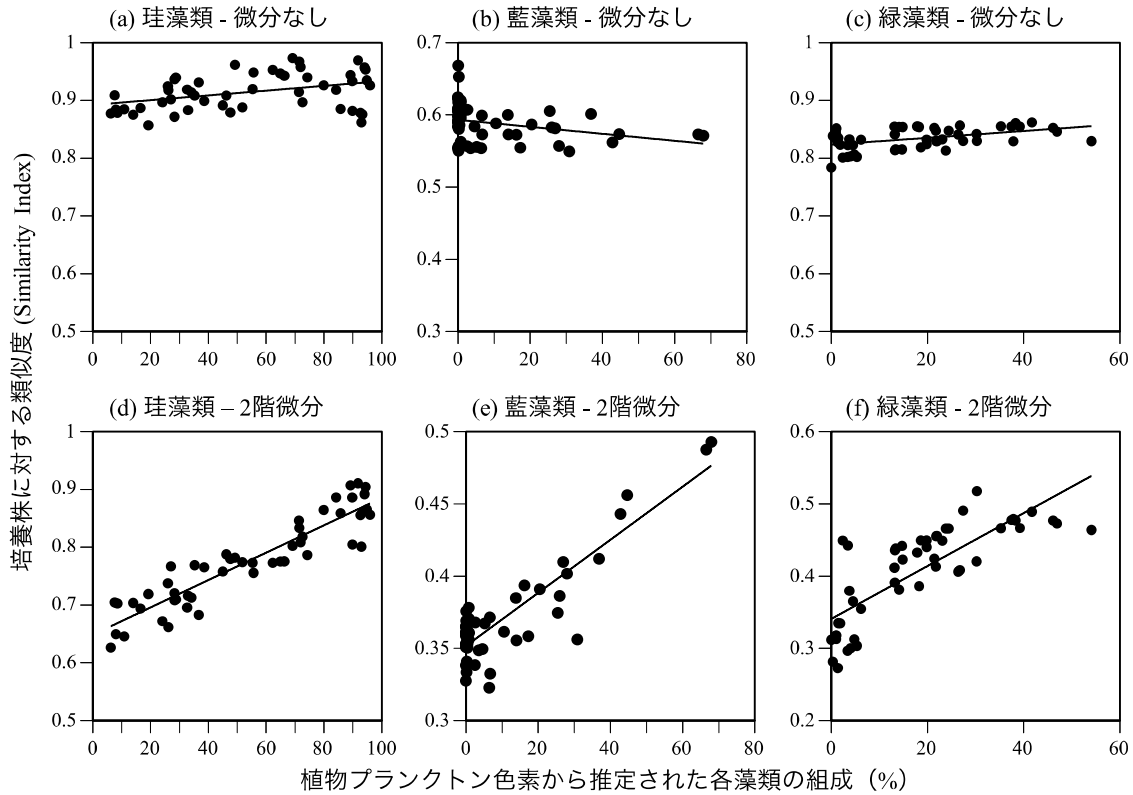 (a) 珪藻類 - 微分なし
(b) 藍藻類 - 微分なし
(c) 緑藻類 - 微分なし
1
0.9
0.8
0.7
0.6
0.5
0 20 40 60 80 100
0.7
0.6
0.5
0.4
0.3
0 20 40 60 80
1
0.9
0.8
0.7
0.6
0.5
0 20 40 60
培養株に対する類似度 (Similarity Index)
(d) 珪藻類 – 2階微分
(e) 藍藻類 - 2階微分
(f) 緑藻類 - 2階微分
1
0.9
0.8
0.7
0.6
0.5
0 20 40 60 80 100
0.5
0.45
0.4
0.35
0.3
0 20 40 60 80
0.6
0.5
0.4
0.3
0.2
0 20 40 60
植物プランクトン色素から推定された各藻類の組成（%）